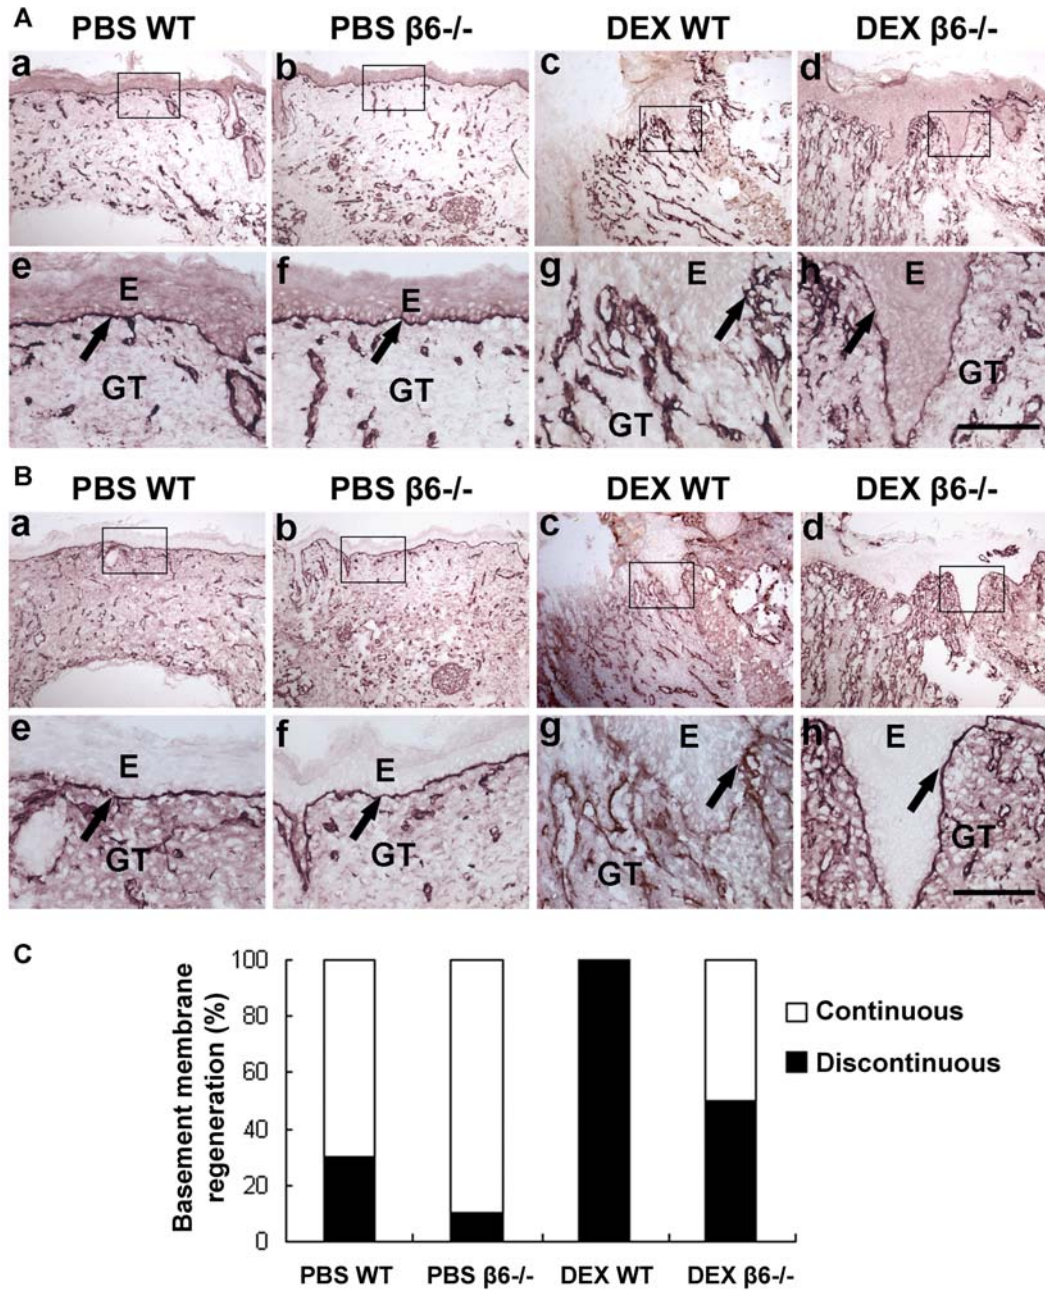 A
PBS WT PBS β6-/- DEX WT DEX β6-/-
a b c d
e f g h
E E E E
GT GT GT GT
B
PBS WT PBS β6-/- DEX WT DEX β6-/-
a b c d
e f g h
E E E E
GT GT GT GT
C
Basement membrane
regeneration (%)
100
80
60
40
20
0
PBS WT PBS β6-/- DEX WT DEX β6-/-
Continuous
Discontinuous